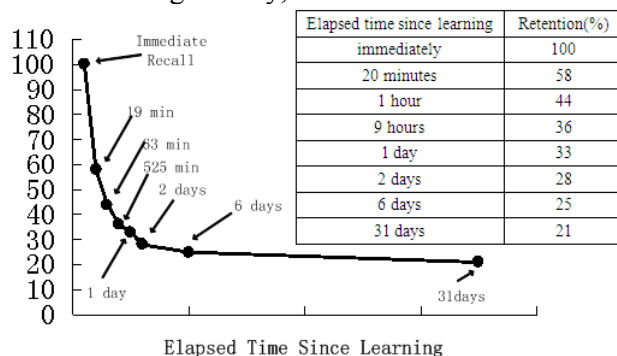 110
100
90
80
70
60
50
40
30
20
10
0
Immediate
Recall
19 min
63 min
525 min
2 days
6 days
1 day
31days
Elapsed Time Since Learning
Elapsed time since learning Retention(%)
immediately 100
20 minutes 58
1 hour 44
9 hours 36
1 day 33
2 days 28
6 days 25
31 days 21